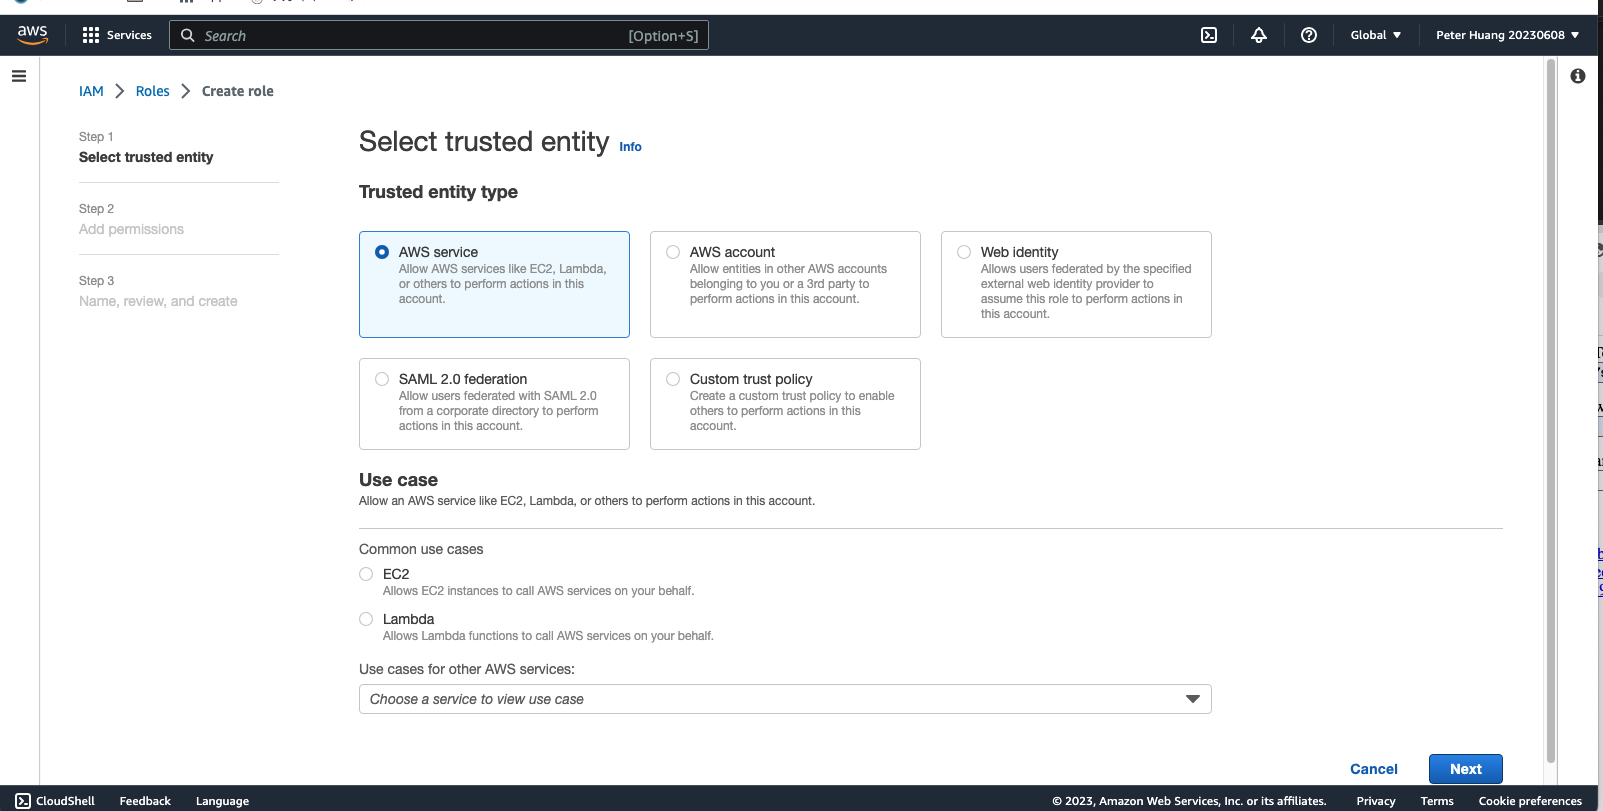 aws
Services
Search
[Option+S]
Global
Peter Huang 20230608
IAM
Roles
Create role
Step 1
Select trusted entity
Step 2
Add permissions
Step 3
Name, review, and create
Select trusted entity Info
Trusted entity type
AWS service
Allow AWS services like EC2, Lambda,
or others to perform actions in this
account.
AWS account
Allow entities in other AWS accounts
belonging to you or a 3rd party to
perform actions in this account.
Web identity
Allows users federated by the specified
external web identity provider to
assume this role to perform actions in
this account.
SAML 2.0 federation
Allow users federated with SAML 2.0
from a corporate directory to perform
actions in this account.
Custom trust policy
Create a custom trust policy to enable
others to perform actions in this
account.
Use case
Allow an AWS service like EC2, Lambda, or others to perform actions in this account.
Common use cases
EC2
Allows EC2 instances to call AWS services on your behalf.
Lambda
Allows Lambda functions to call AWS services on your behalf.
Use cases for other AWS services:
Choose a service to view use case
Cancel
Next
CloudShell
Feedback
Language
© 2023, Amazon Web Services, Inc. or its affiliates.
Privacy
Terms
Cookie preferences